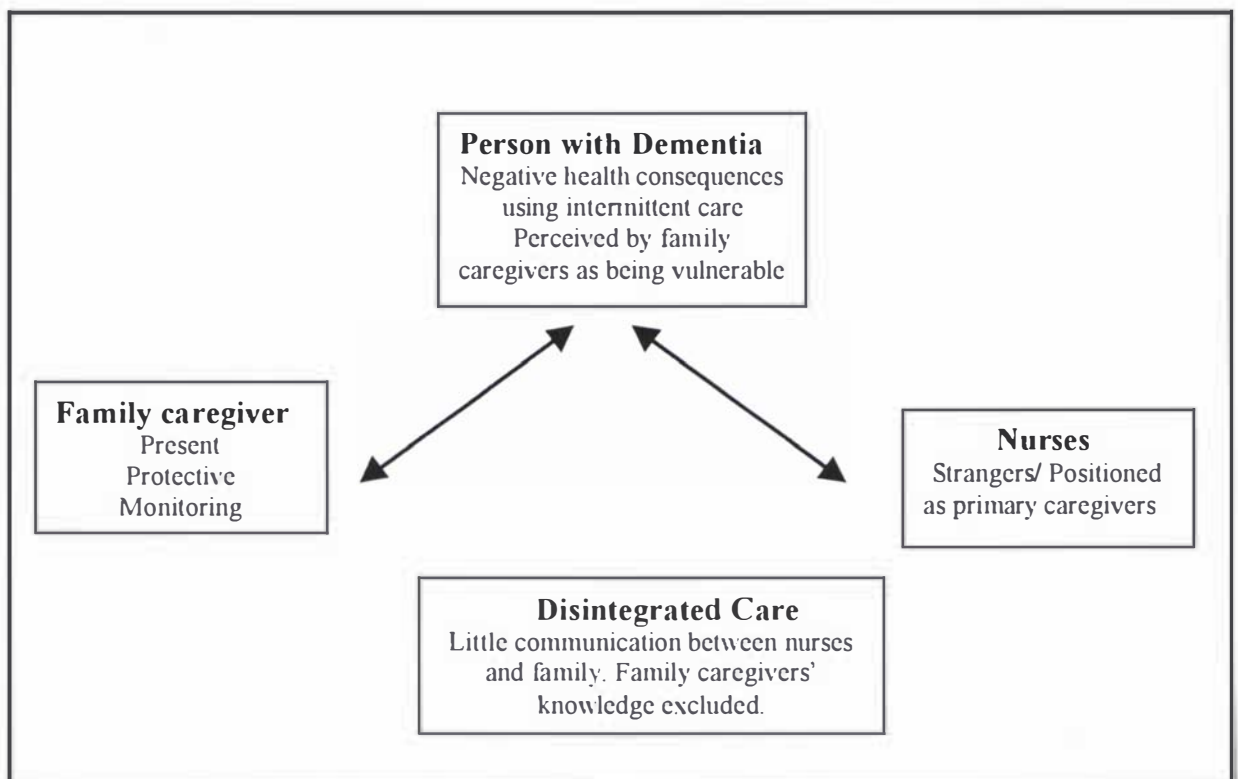 Person with Dementia
Negative health consequences
using intermittent care
Perceived by family
caregivers as being vulnerable
Family caregiver
Present
Protective
Monitoring
Nurses
Strangers/ Positioned
as primary caregivers
Disintegrated Care
Little communication between nurses
and family. Family caregivers'
knowledge excluded.